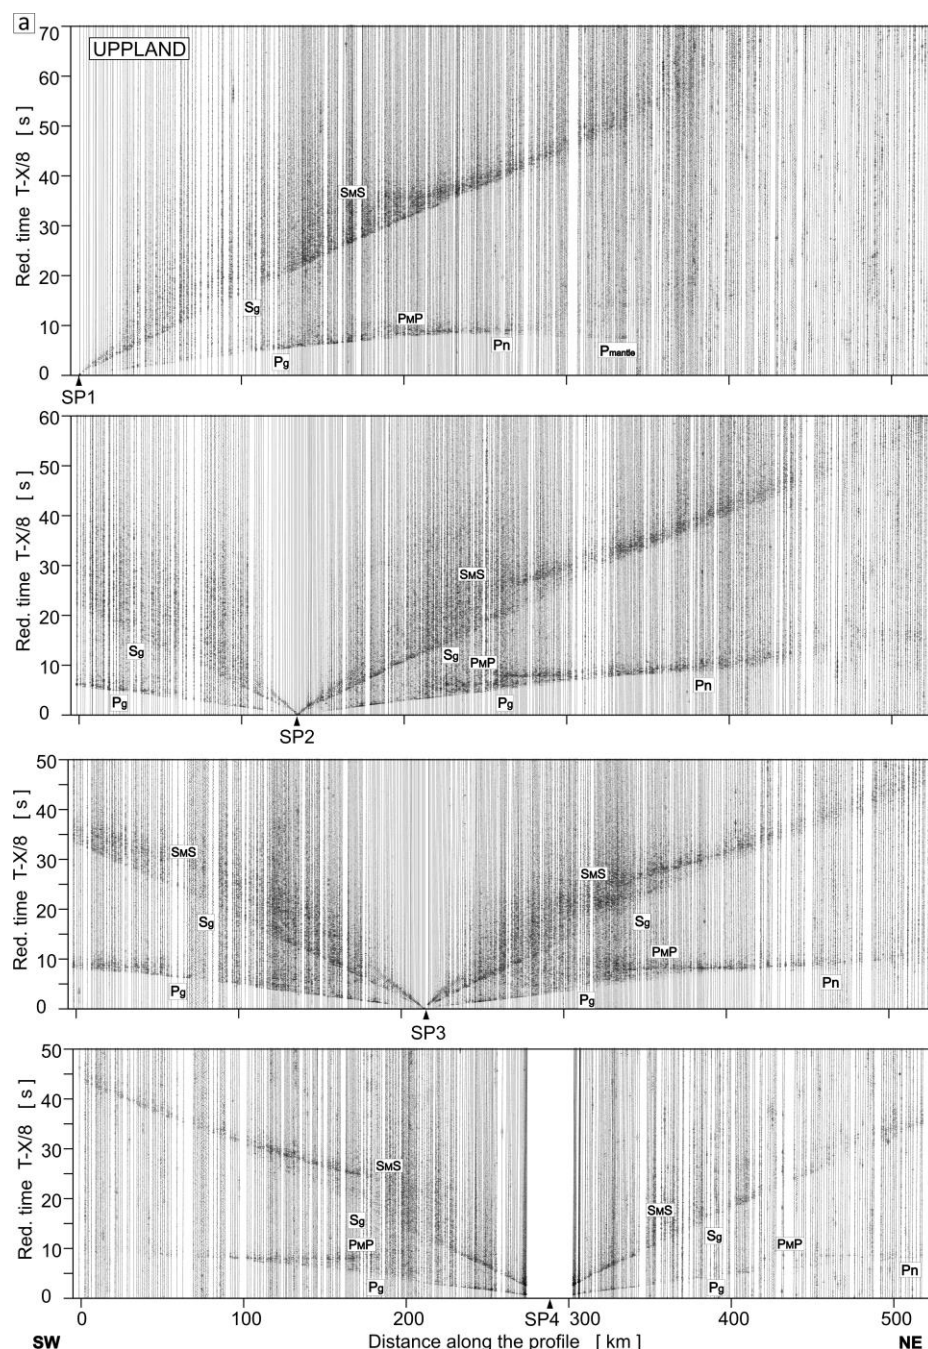 a
UPPLAND
Red. time T-X/8 [ s ]
70
60
50
40
30
20
10
0
SMS
Sg
PMP
Pg
Pn
Pmantle
SP1
Red. time T-X/8 [ s ]
60
50
40
30
20
10
0
SMS
Sg
Sg
PMP
Pg
Pg
Pn
SP2
Red. time T-X/8 [ s ]
50
40
30
20
10
0
SMS
SMS
Sg
Sg
PMP
Pg
Pg
Pn
SP3
Red. time T-X/8 [ s ]
50
40
30
20
10
0
SMS
SMS
Sg
Sg
PMP
PMP
Pg
Pg
Pn
0 100 200 SP4 300 400 500
SW Distance along the profile [ km ] NE